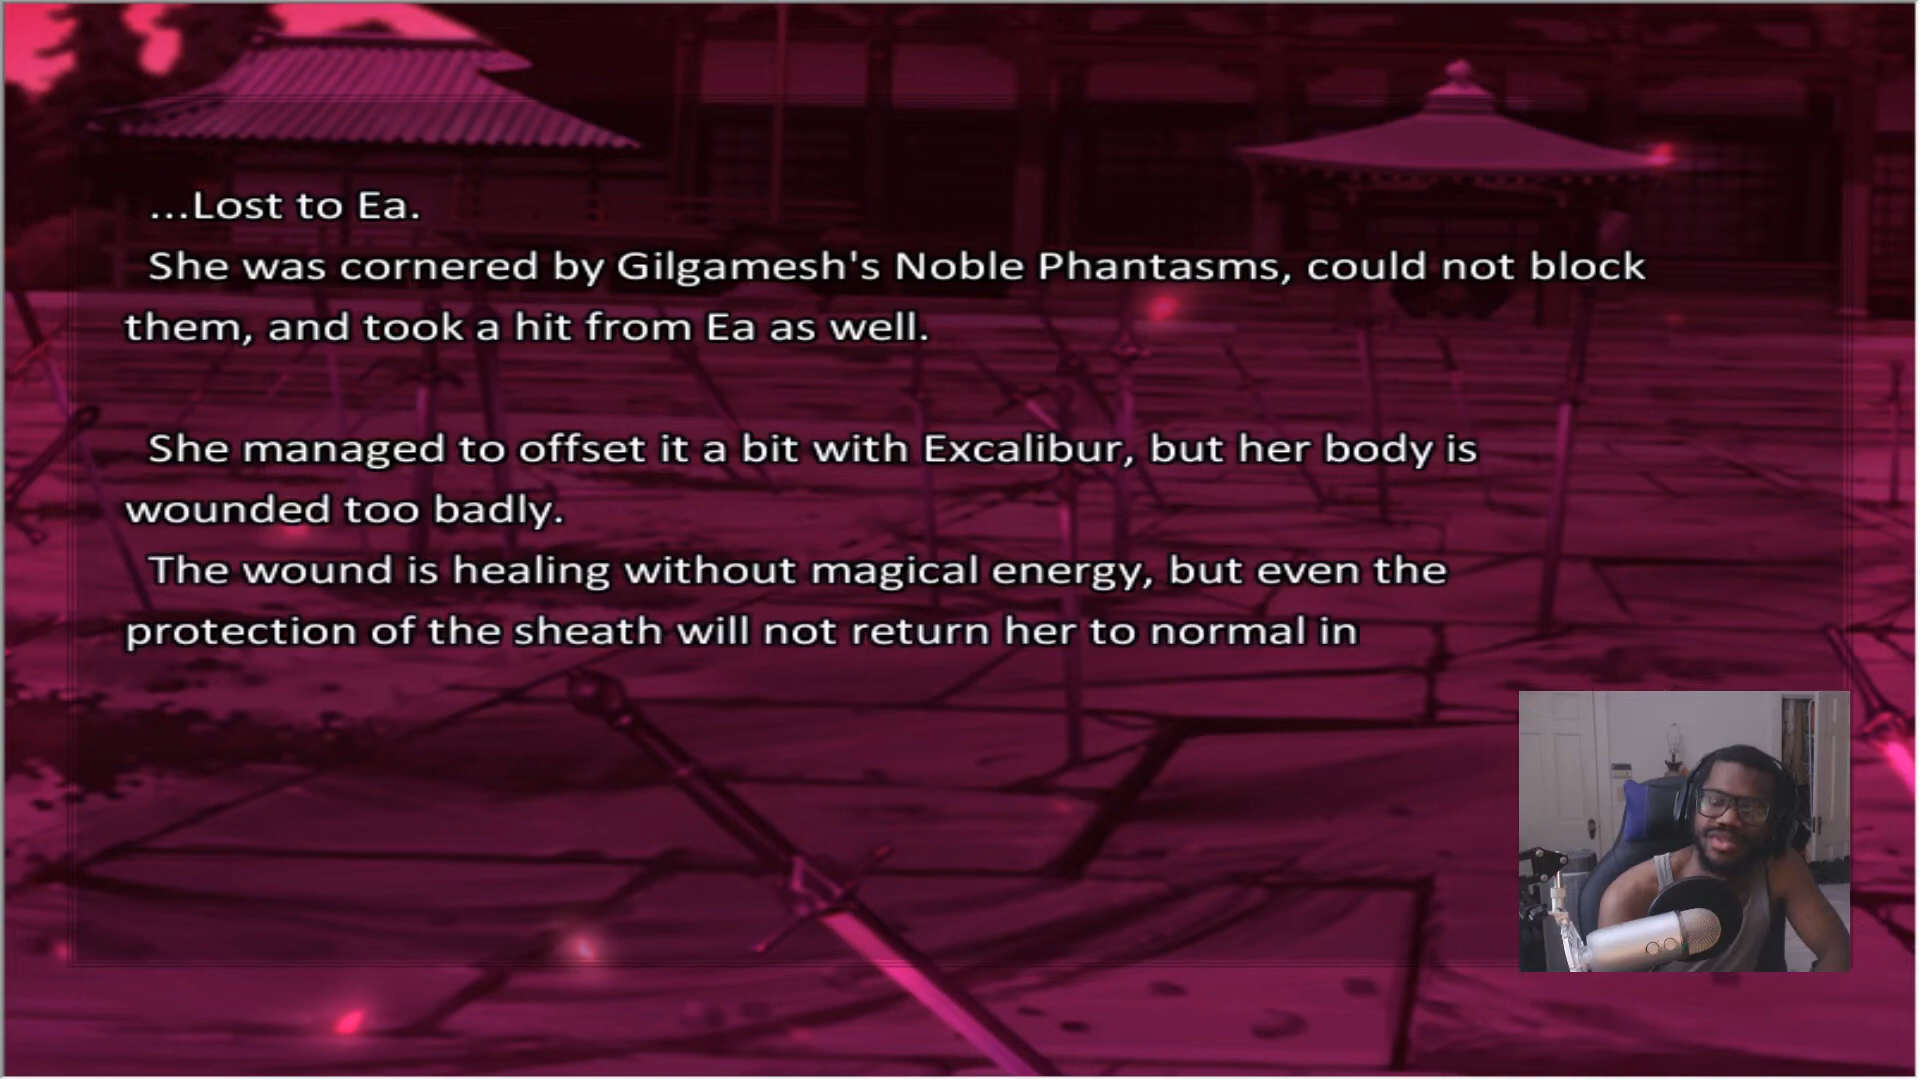 ...Lost to Ea.
She was cornered by Gilgamesh's Noble Phantasms, could not block
them, and took a hit from Ea as well.
She managed to offset it a bit with Excalibur, but her body is
wounded too badly.
The wound is healing without magical energy, but even the
protection of the sheath will not return her to normal in